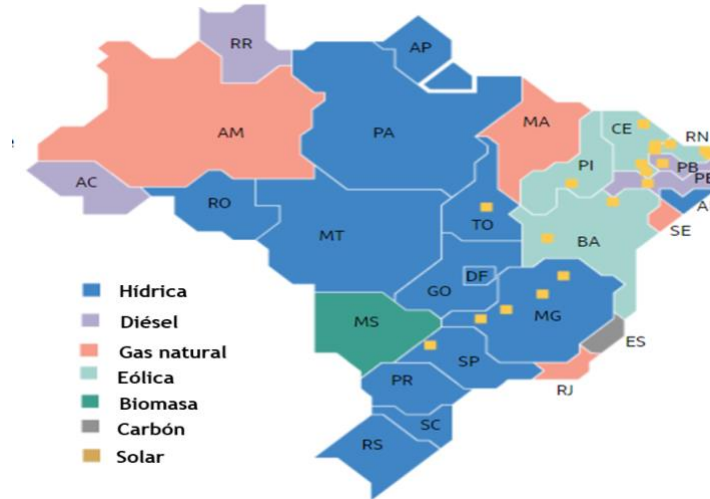 RR
AP
AM
PA
MA
CE
RN
PI
PB
PE
AC
RO
TO
SE
MT
BA
DF
GO
Hídrica
MS
MG
Diésel
ES
Gas natural
SP
Eólica
PR
RJ
Biomasa
SC
Carbón
RS
Solar